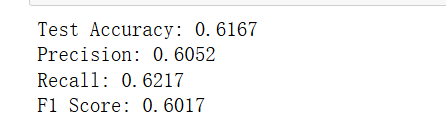 Test Accuracy: 0.6167
Precision: 0.6052
Recall: 0.6217
F1 Score: 0.6017